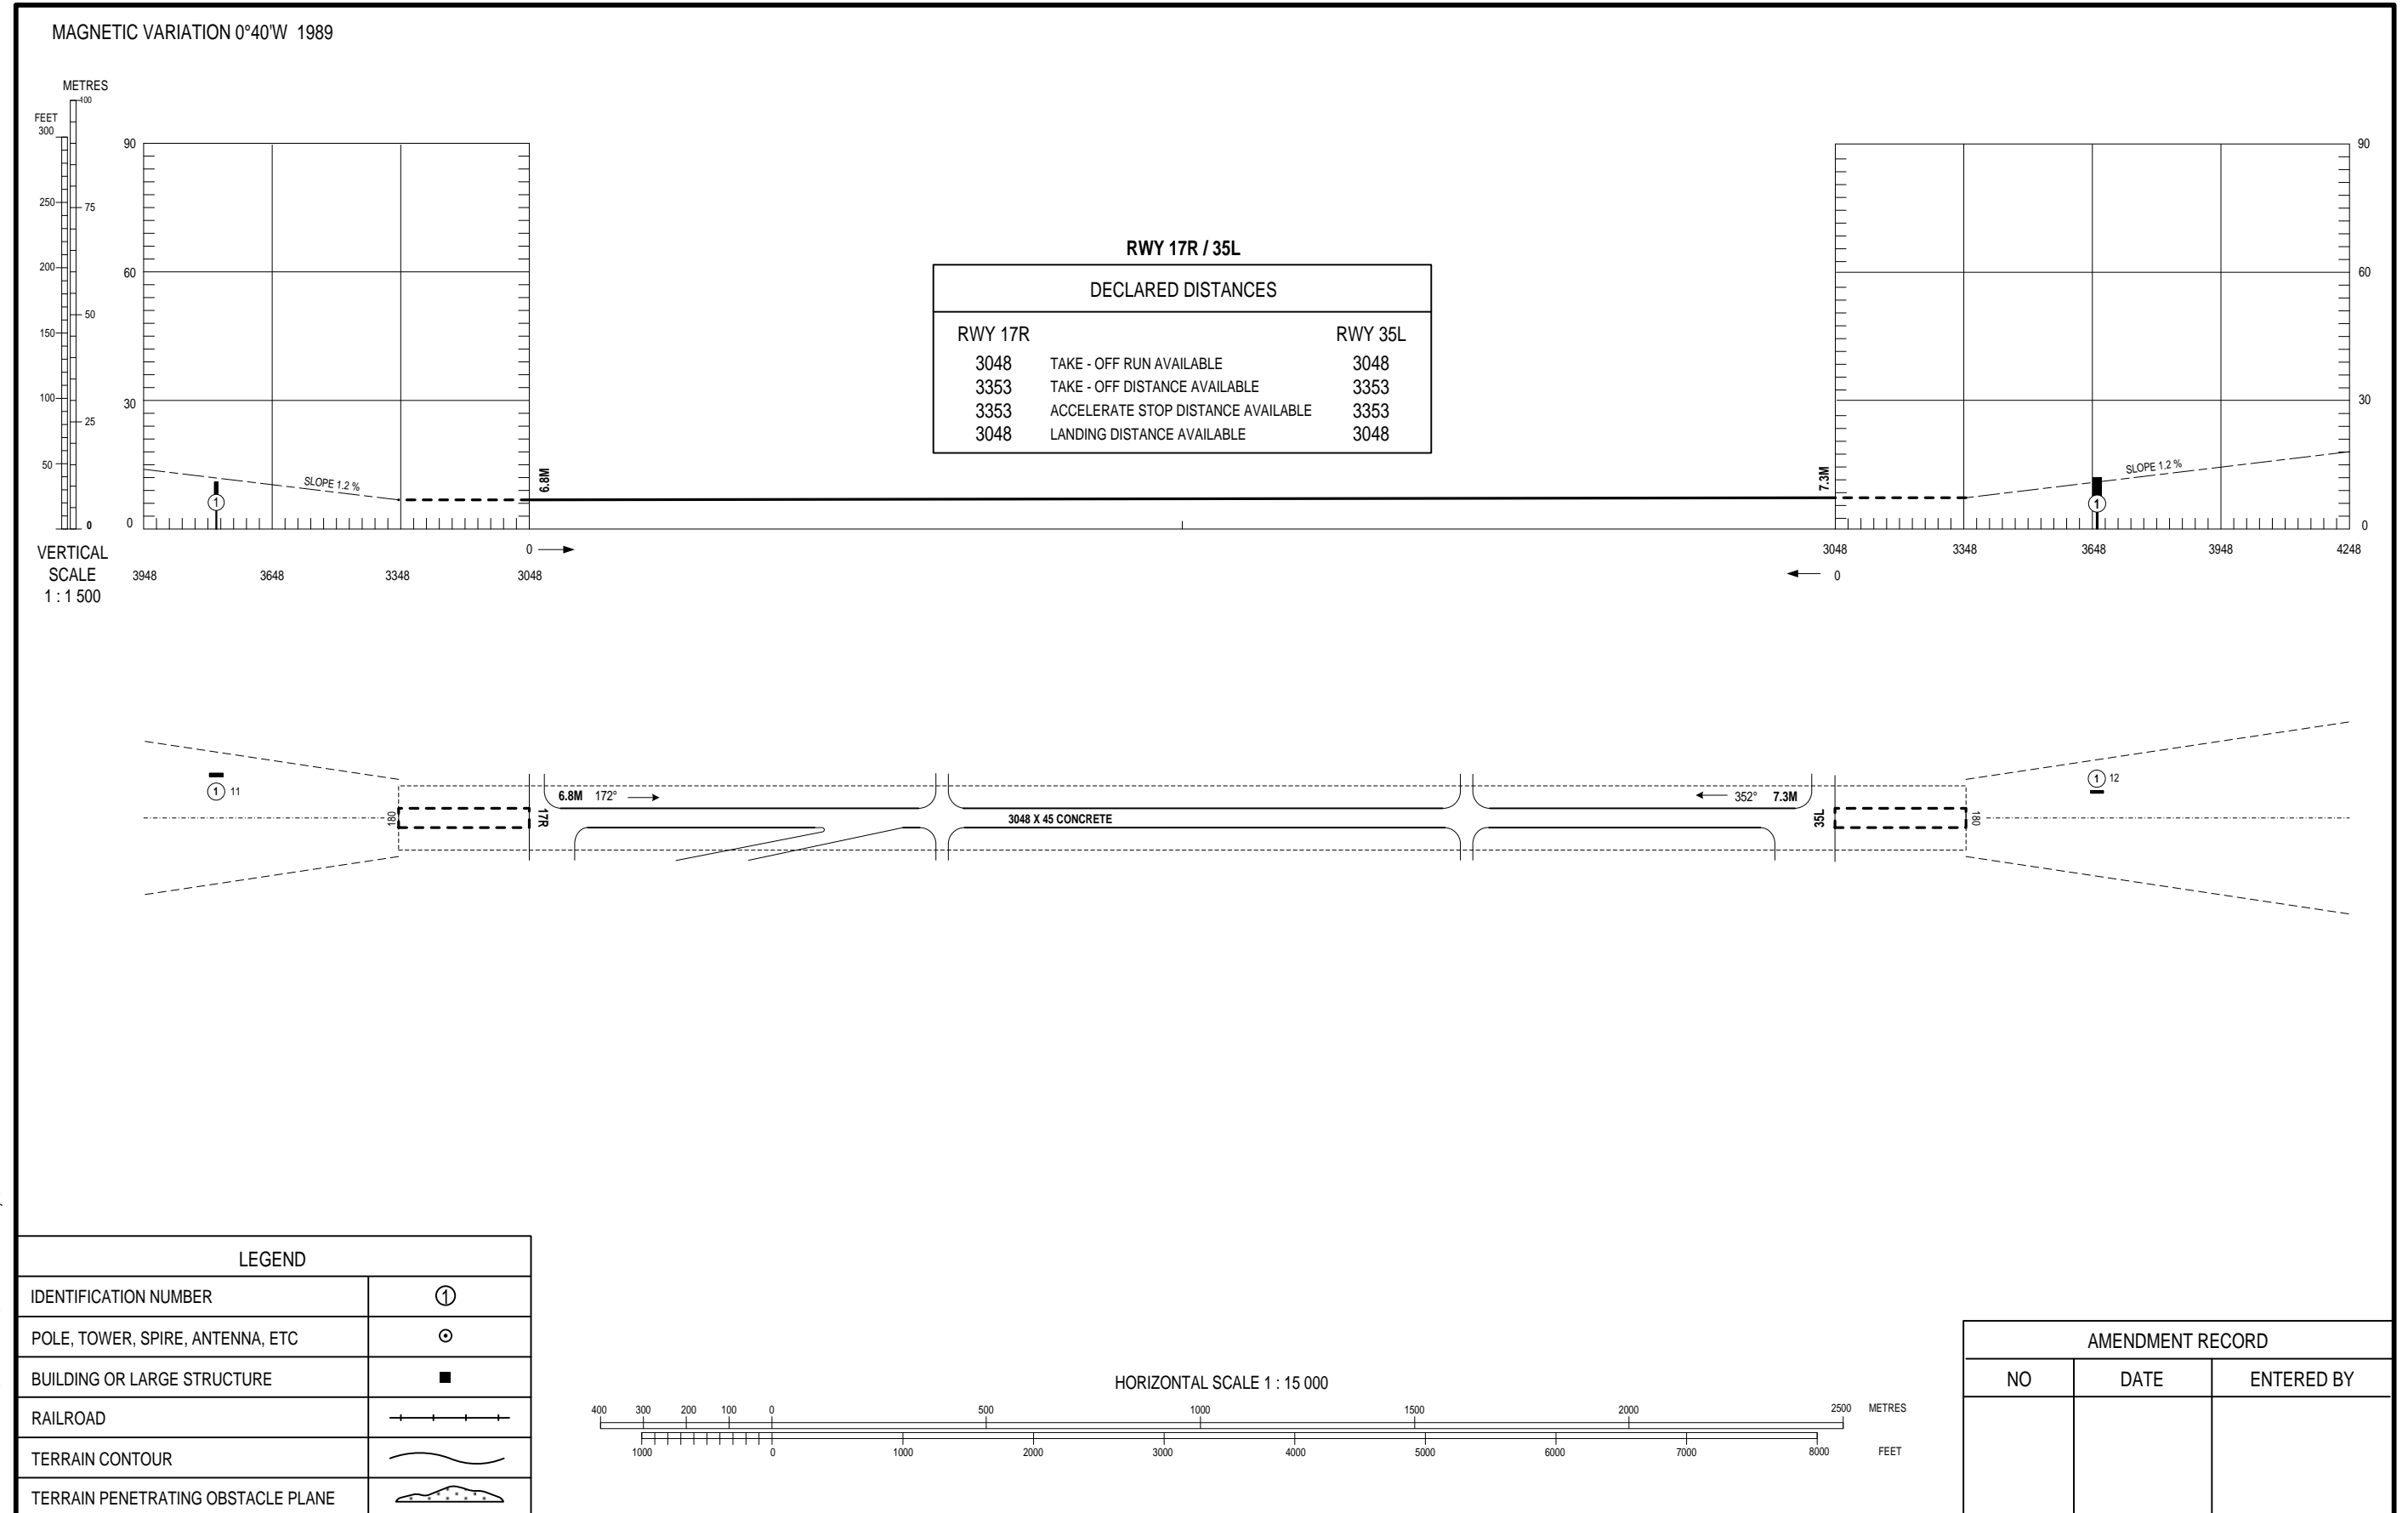 MAGNETIC VARIATION 0°40'W 1989
METRES
100
75
50
25
0
FEET
300
250
200
150
100
50
0
VERTICAL
SCALE
1 : 1 500
90
60
30
0
SLOPE 1.2 %
1
6.8M
0
3948 3648 3348 3048
RWY 17R / 35L
DECLARED DISTANCES
RWY 17R RWY 35L
3048 TAKE - OFF RUN AVAILABLE 3048
3353 TAKE - OFF DISTANCE AVAILABLE 3353
3353 ACCELERATE STOP DISTANCE AVAILABLE 3353
3048 LANDING DISTANCE AVAILABLE 3048
7.3M
SLOPE 1.2 %
1
90
60
30
0
3048 3348 3648 3948 4248
0
1 11
180
17R
6.8M 172°
3048 X 45 CONCRETE
352° 7.3M
35L
180
1 12
LEGEND
IDENTIFICATION NUMBER 1
POLE, TOWER, SPIRE, ANTENNA, ETC
BUILDING OR LARGE STRUCTURE
RAILROAD
TERRAIN CONTOUR
TERRAIN PENETRATING OBSTACLE PLANE
HORIZONTAL SCALE 1 : 15 000
400 300 200 100 0 500 1000 1500 2000 2500 METRES
1000 0 1000 2000 3000 4000 5000 6000 7000 8000 FEET
AMENDMENT RECORD
NO DATE ENTERED BY